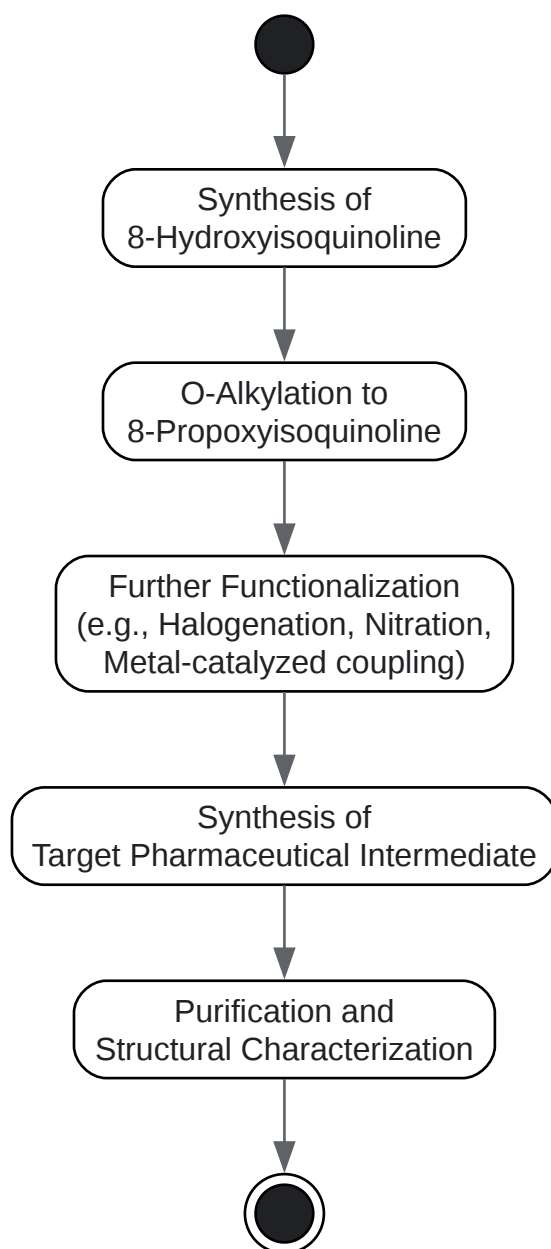 Synthesis of
8-Hydroxyisoquinoline
O-Alkylation to
8-Propoxyisoquinoline
Further Functionalization
(e.g., Halogenation, Nitration,
Metal-catalyzed coupling)
Synthesis of
Target Pharmaceutical Intermediate
Purification and
Structural Characterization